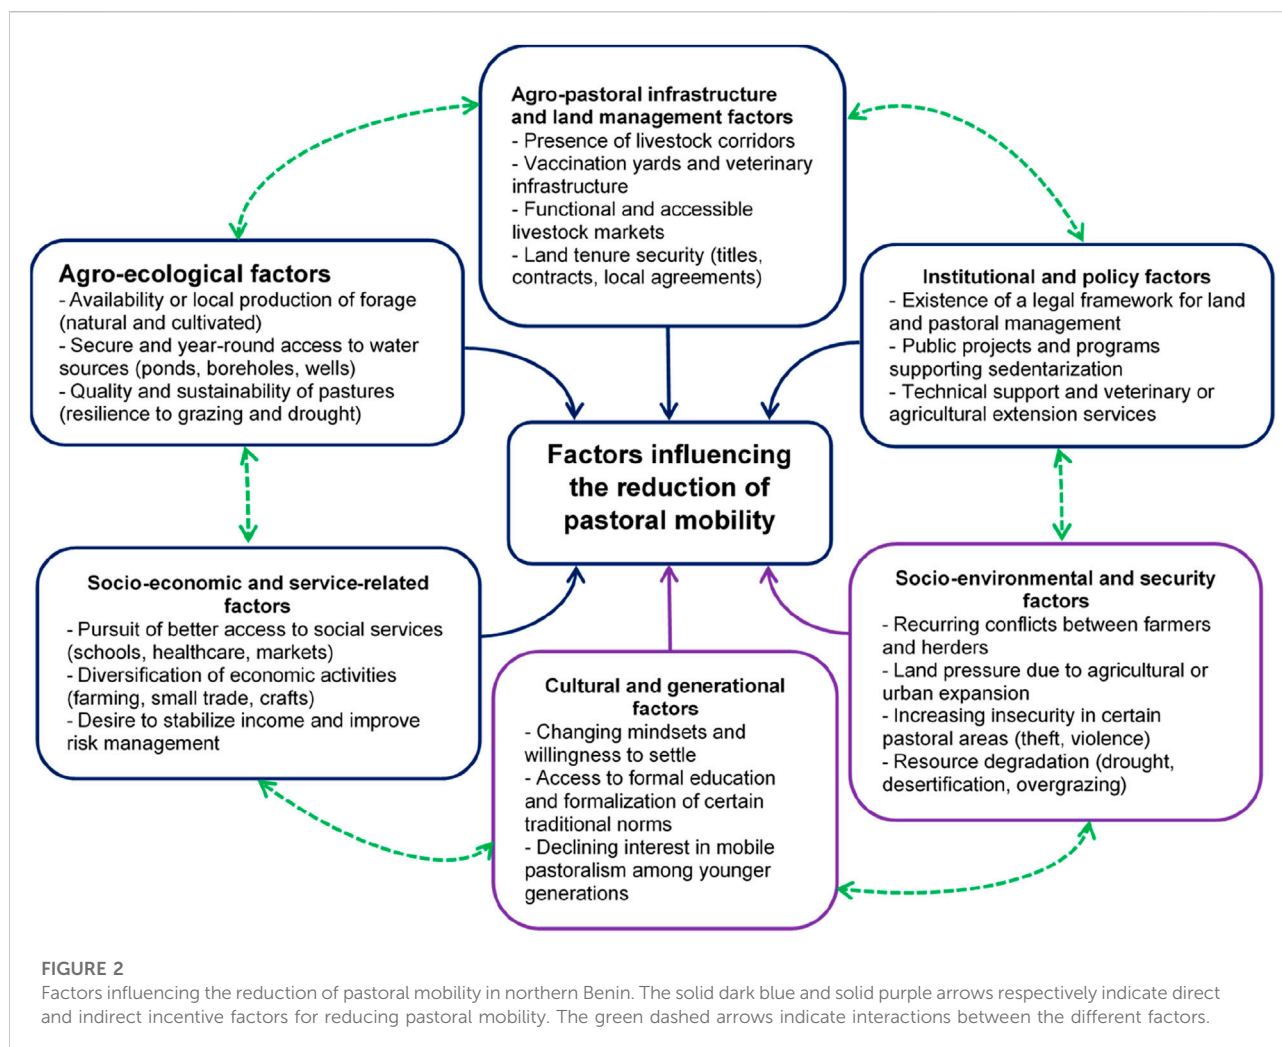 Agro-pastoral infrastructure
and land management factors
- Presence of livestock corridors
- Vaccination yards and veterinary
infrastructure
- Functional and accessible
livestock markets
- Land tenure security (titles,
contracts, local agreements)
Agro-ecological factors
- Availability or local production of forage
(natural and cultivated)
- Secure and year-round access to water
sources (ponds, boreholes, wells)
- Quality and sustainability of pastures
(resilience to grazing and drought)
Institutional and policy factors
- Existence of a legal framework for land
and pastoral management
- Public projects and programs
supporting sedentarization
- Technical support and veterinary or
agricultural extension services
Factors influencing
the reduction of
pastoral mobility
Socio-economic and service-related
factors
- Pursuit of better access to social services
(schools, healthcare, markets)
- Diversification of economic activities
(farming, small trade, crafts)
- Desire to stabilize income and improve
risk management
Cultural and generational
factors
- Changing mindsets and
willingness to settle
- Access to formal education
and formalization of certain
traditional norms
- Declining interest in mobile
pastoralism among younger
generations
Socio-environmental and security
factors
- Recurring conflicts between farmers
and herders
- Land pressure due to agricultural or
urban expansion
- Increasing insecurity in certain
pastoral areas (theft, violence)
- Resource degradation (drought,
desertification, overgrazing)
FIGURE 2
Factors influencing the reduction of pastoral mobility in northern Benin. The solid dark blue and solid purple arrows respectively indicate direct
and indirect incentive factors for reducing pastoral mobility. The green dashed arrows indicate interactions between the different factors.